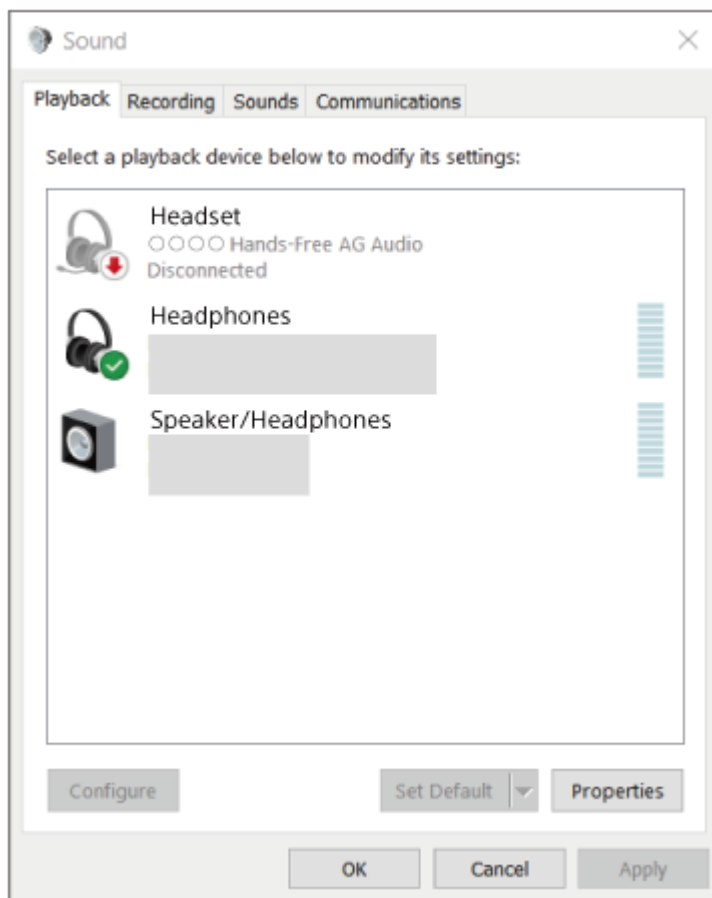 Sound
Playback Recording Sounds Communications
Select a playback device below to modify its settings:
Headset
○○○○ Hands-Free AG Audio
Disconnected
Headphones
Speaker/Headphones
Configure Set Default Properties
OK Cancel Apply